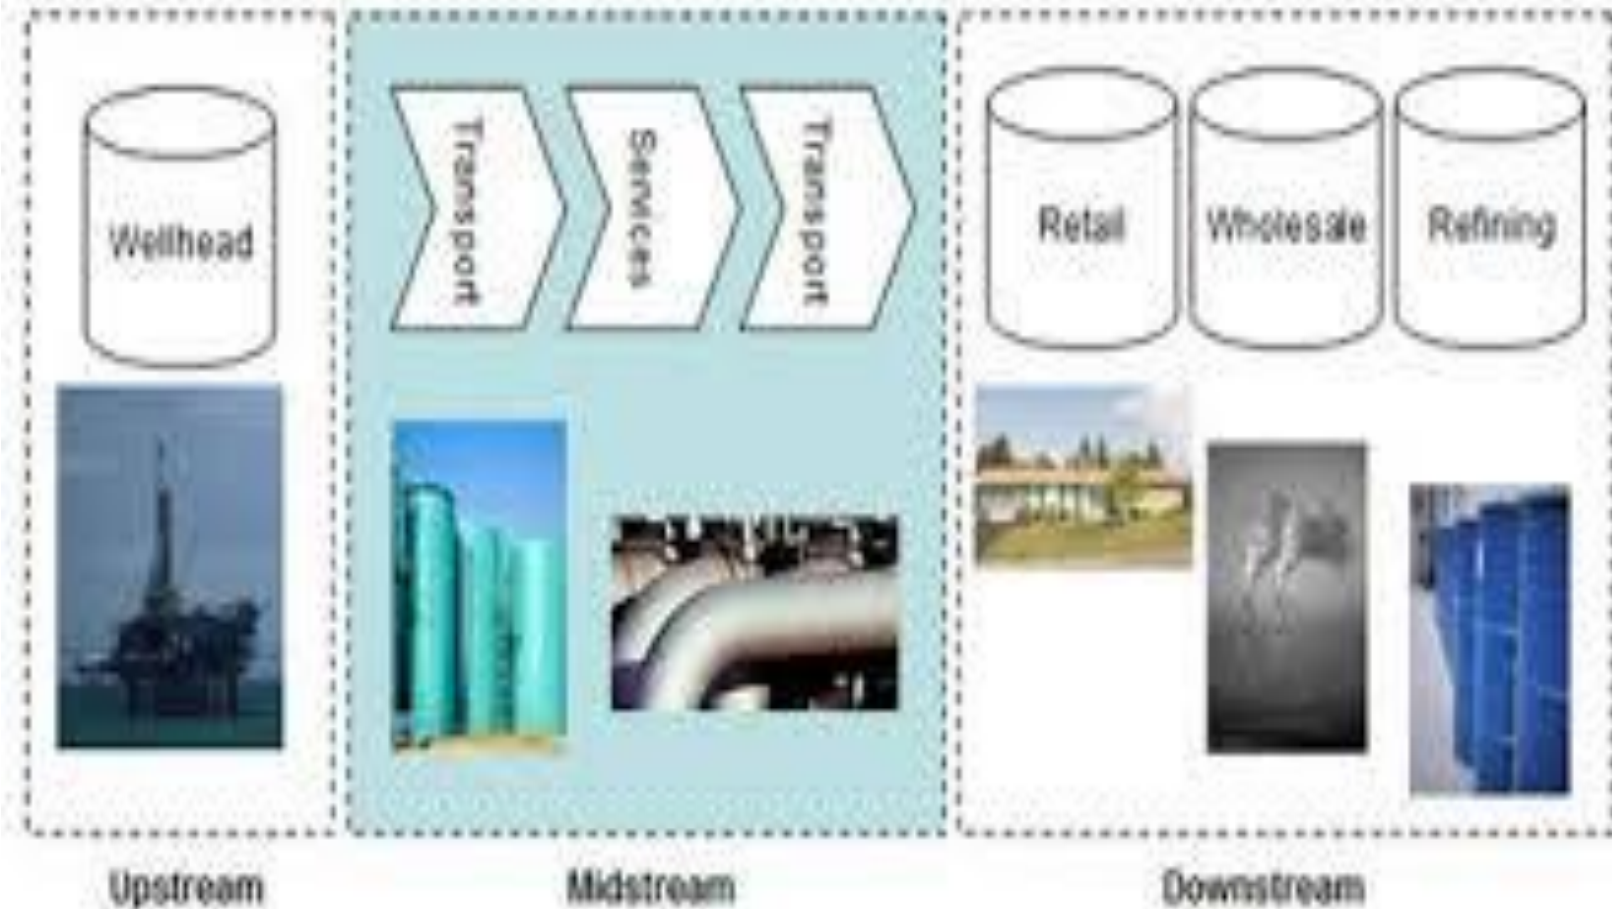 Wellhead
Transport
Services
Transport
Retail
Wholesale
Refining
Upstream
Midstream
Downstream